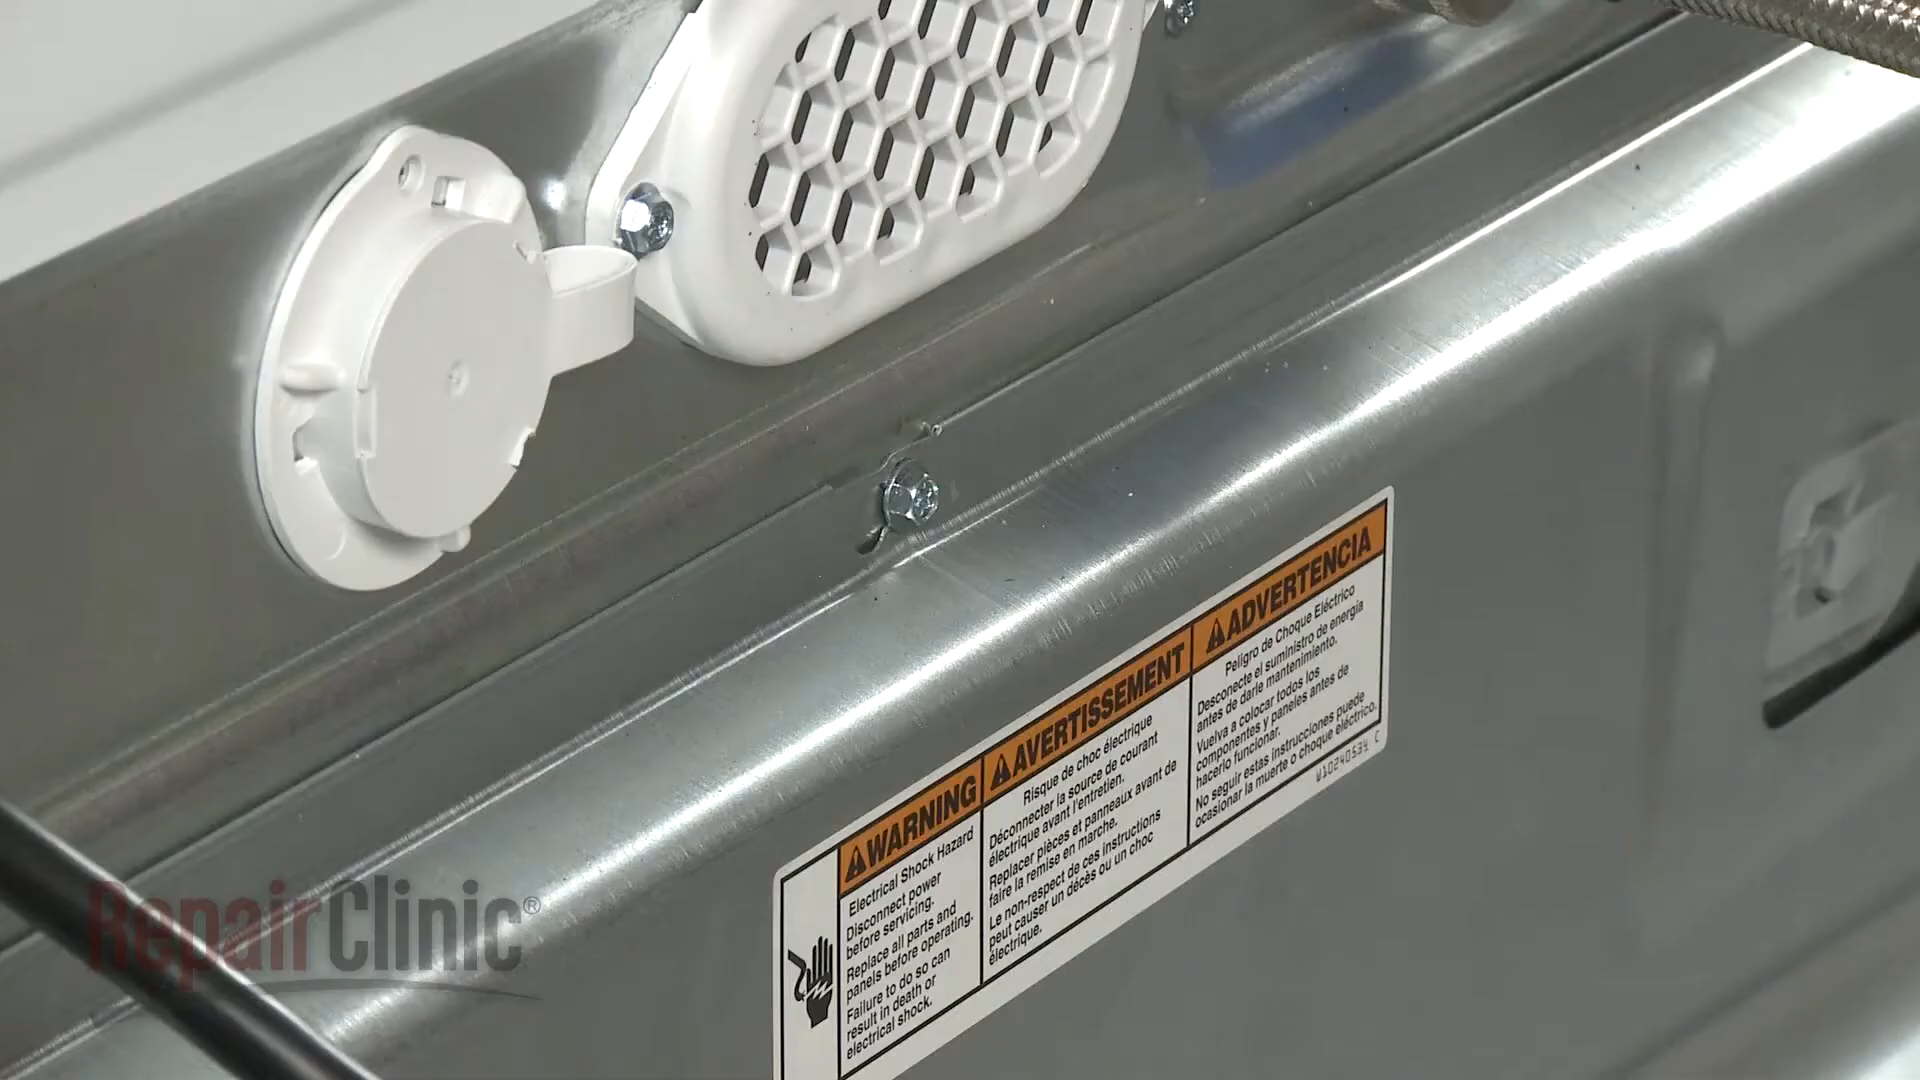 WARNING
Electrical Shock Hazard
Disconnect power
before servicing.
Replace all parts and
panels before operating.
Failure to do so can
result in death or
electrical shock.
AVERTISSEMENT
Risque de choc électrique
Déconnecter la source de courant
électrique avant l'entretien.
Replacer pièces et panneaux avant de
faire la remise en marche.
Le non-respect de ces instructions
peut causer un décès ou un choc
électrique.
ADVERTENCIA
Peligro de Choque Eléctrico
Desconecte el suministro de energía
antes de darle mantenimiento.
Vuelva a colocar todos los
componentes y paneles antes de
hacerlo funcionar.
No seguir estas instrucciones puede
ocasionar la muerte o choque eléctrico.
W10240534 C
RepairClinic®